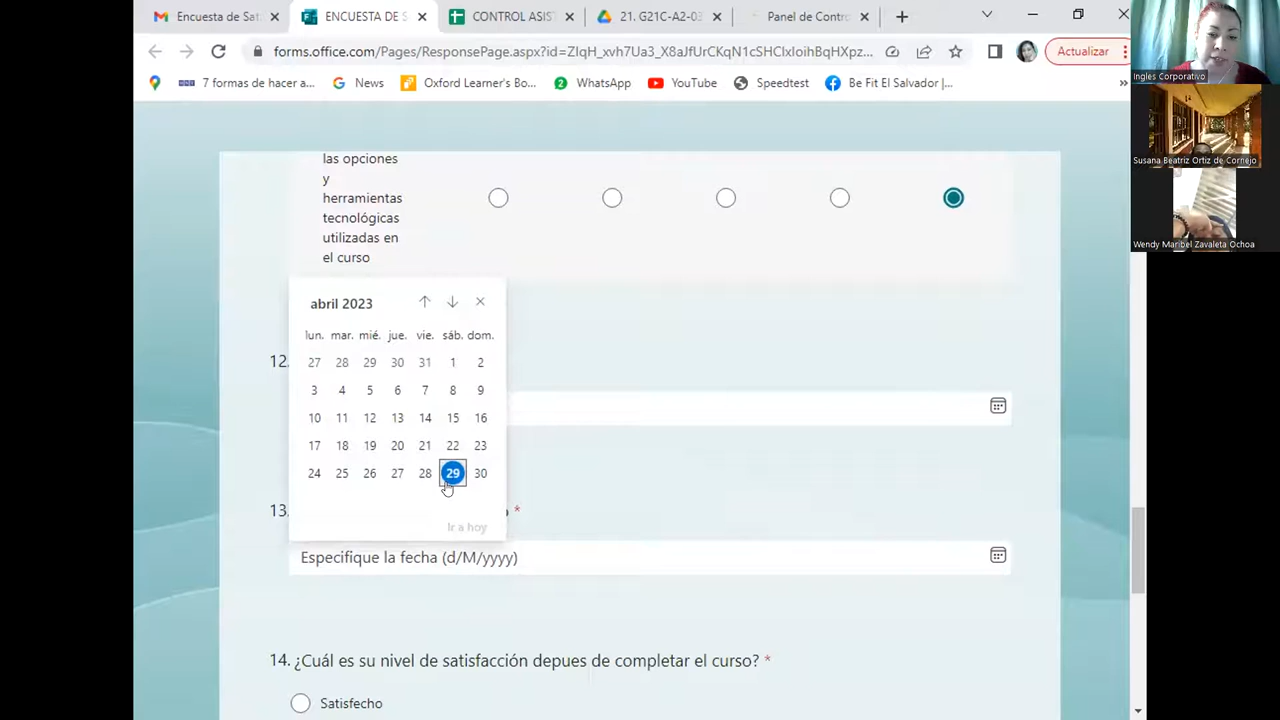 Encuesta de Sat
ENCUESTA DE S
CONTROL ASIS
21. G21C-A2-03
Panel de Contro
forms.office.com/Pages/ResponsePage.aspx?id=ZIqH_xvh7Ua3_X8aJfUrCKqN1cSHCIxIoihBqHXpz...
Actualizar
7 formas de hacer a...
News
Oxford Learner's Bo...
WhatsApp
YouTube
Speedtest
Be Fit El Salvador |...
»
Ingles Corporativo
Susana Beatriz Ortiz de Cornejo
Wendy Maribel Zavaleta Ochoa
las opciones
y
herramientas
tecnológicas
utilizadas en
el curso
abril 2023
lun. mar. mié. jue. vie. sáb. dom.
27 28 29 30 31 1 2
3 4 5 6 7 8 9
10 11 12 13 14 15 16
17 18 19 20 21 22 23
24 25 26 27 28 29 30
Ir a hoy
12.
13. *
Especifique la fecha (d/M/yyyy)
14. ¿Cuál es su nivel de satisfacción depues de completar el curso? *
Satisfecho